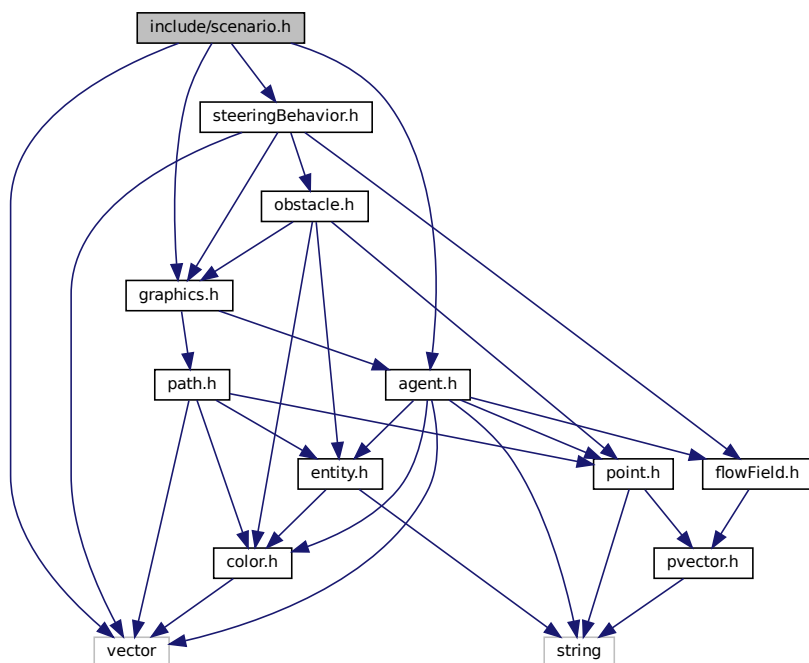 include/scenario.h
steeringBehavior.h
obstacle.h
graphics.h
path.h
agent.h
entity.h
point.h
flowField.h
color.h
pvector.h
vector
string